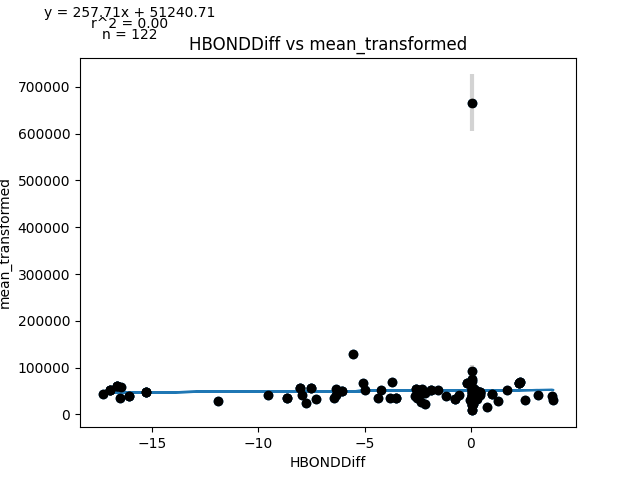 y = 257.71x + 51240.71
r^2 = 0.00
n = 122
HBONDDiff vs mean_transformed
700000
600000
500000
400000
300000
200000
100000
0
mean_transformed
−15
−10
−5
0
HBONDDiff